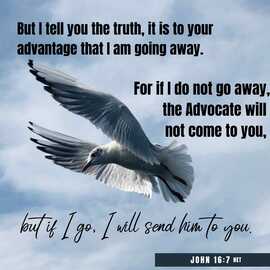 But I tell you the truth, it is to your
advantage that I am going away.
For if I do not go away,
the Advocate will
not come to you,
but if I go, I will send him to you.
JOHN 16:7 NET